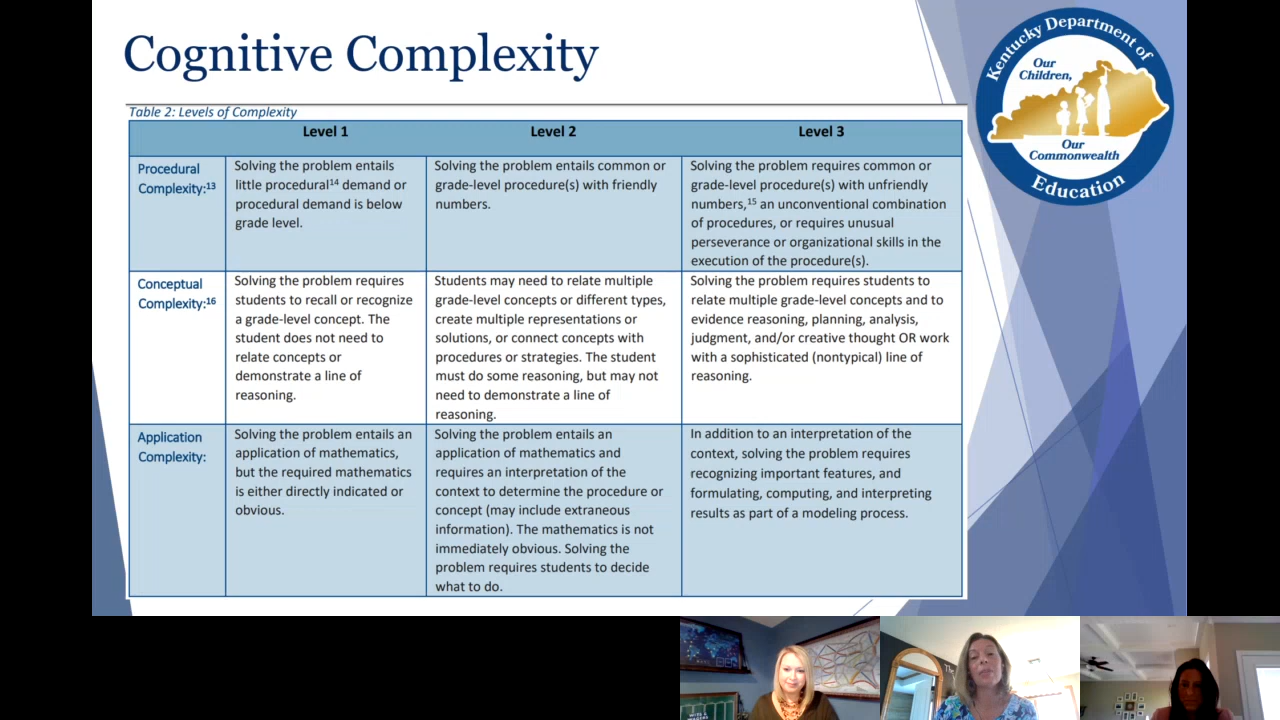 Cognitive Complexity
Kentucky Department of
Education
Our
Children,
Our
Commonwealth
Table 2: Levels of Complexity
Level 1
Level 2
Level 3
Procedural
Complexity:13
Solving the problem entails
little procedural14 demand or
procedural demand is below
grade level.
Solving the problem entails common or
grade-level procedure(s) with friendly
numbers.
Solving the problem requires common or
grade-level procedure(s) with unfriendly
numbers,15 an unconventional combination
of procedures, or requires unusual
perseverance or organizational skills in the
execution of the procedure(s).
Conceptual
Complexity:16
Solving the problem requires
students to recall or recognize
a grade-level concept. The
student does not need to
relate concepts or
demonstrate a line of
reasoning.
Students may need to relate multiple
grade-level concepts or different types,
create multiple representations or
solutions, or connect concepts with
procedures or strategies. The student
must do some reasoning, but may not
need to demonstrate a line of
reasoning.
Solving the problem requires students to
relate multiple grade-level concepts and to
evidence reasoning, planning, analysis,
judgment, and/or creative thought OR work
with a sophisticated (nontypical) line of
reasoning.
Application
Complexity:
Solving the problem entails an
application of mathematics,
but the required mathematics
is either directly indicated or
obvious.
Solving the problem entails an
application of mathematics and
requires an interpretation of the
context to determine the procedure or
concept (may include extraneous
information). The mathematics is not
immediately obvious. Solving the
problem requires students to decide
what to do.
In addition to an interpretation of the
context, solving the problem requires
recognizing important features, and
formulating, computing, and interpreting
results as part of a modeling process.